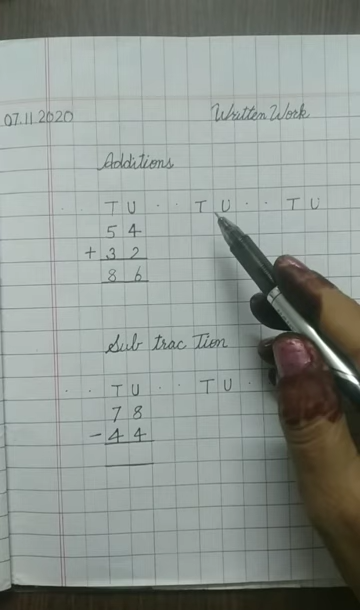 07.11.2020 Written Work
Additions
T U T U T U
5 4
+ 3 2
8 6
Sub trac Tion
T U T U
7 8
- 4 4